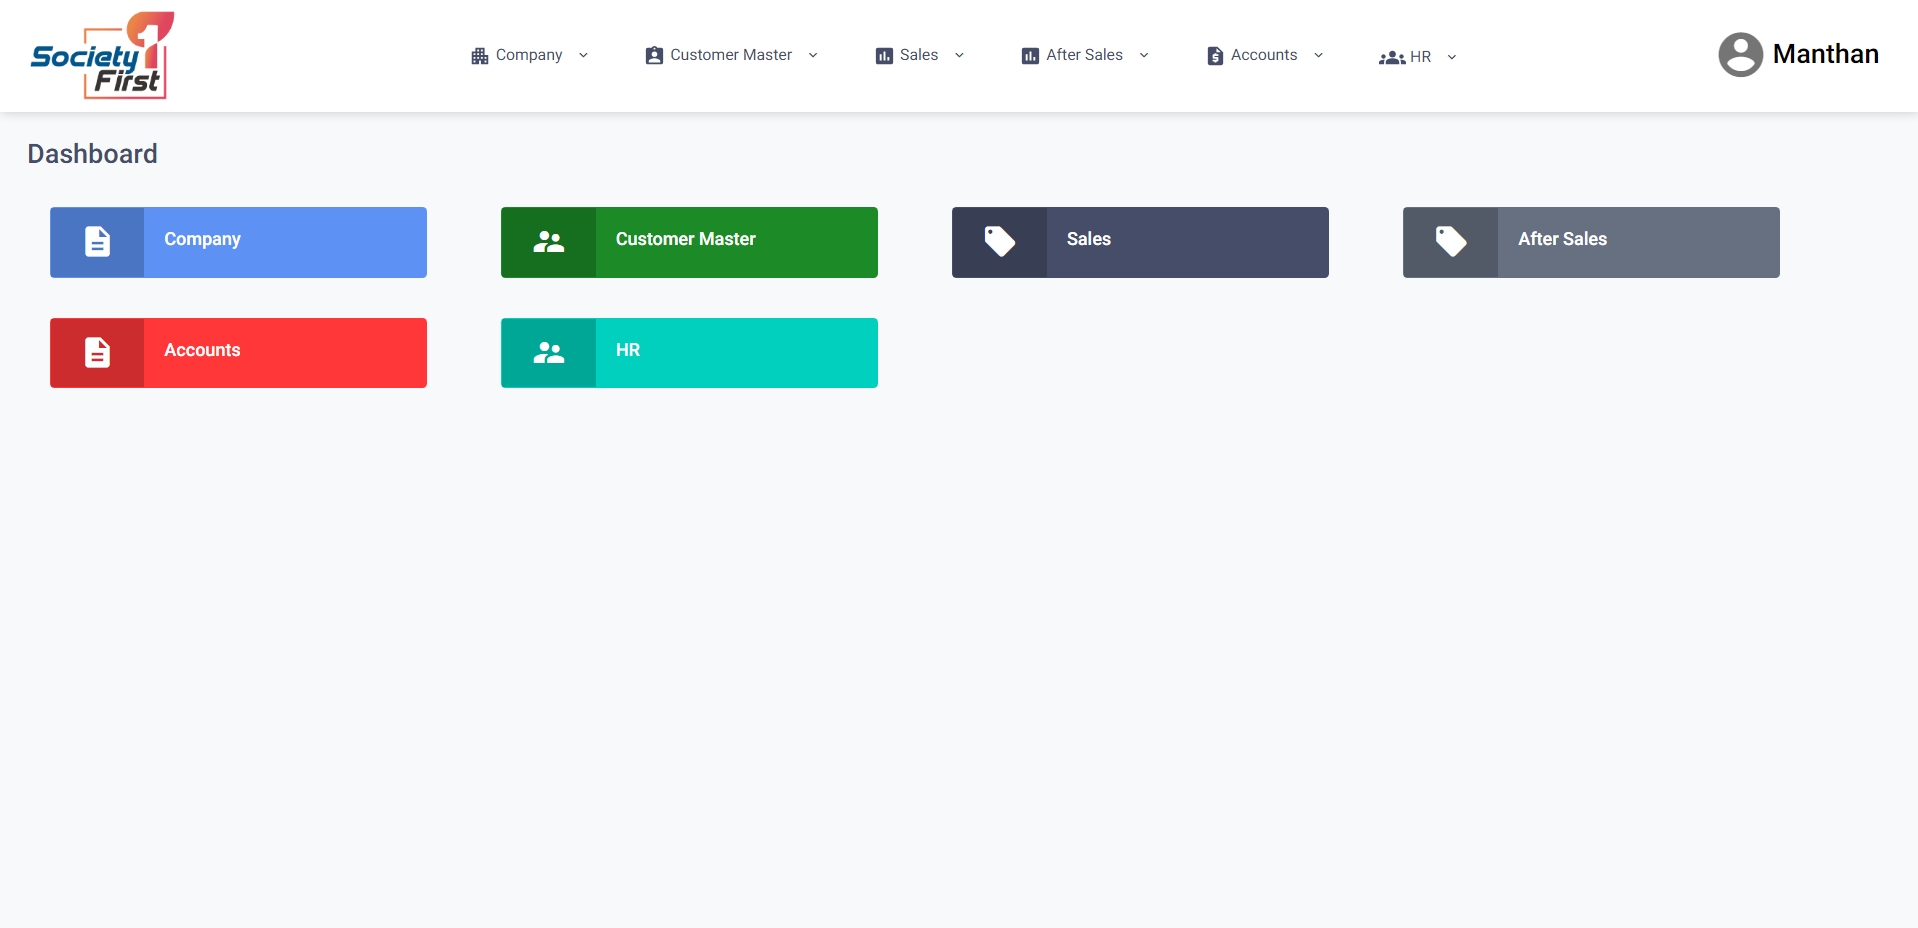 Society 1
First
Company
Customer Master
Sales
After Sales
Accounts
HR
Manthan
Dashboard
Company
Customer Master
Sales
After Sales
Accounts
HR